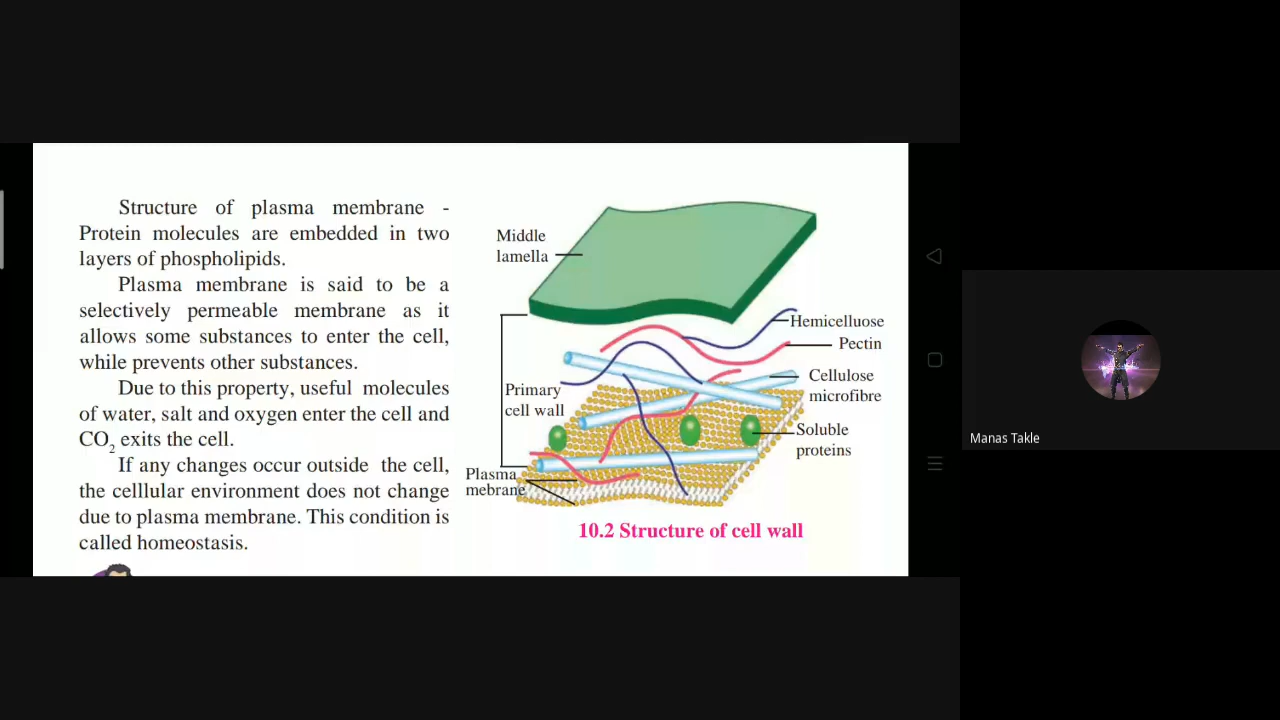 Structure of plasma membrane -
Protein molecules are embedded in two
layers of phospholipids.
Plasma membrane is said to be a
selectively permeable membrane as it
allows some substances to enter the cell,
while prevents other substances.
Due to this property, useful molecules
of water, salt and oxygen enter the cell and
CO₂ exits the cell.
If any changes occur outside the cell,
the celllular environment does not change
due to plasma membrane. This condition is
called homeostasis.
Middle
lamella
Hemicelluose
Pectin
Cellulose
microfibre
Primary
cell wall
Soluble
proteins
Plasma
mebrane
10.2 Structure of cell wall
Manas Takle